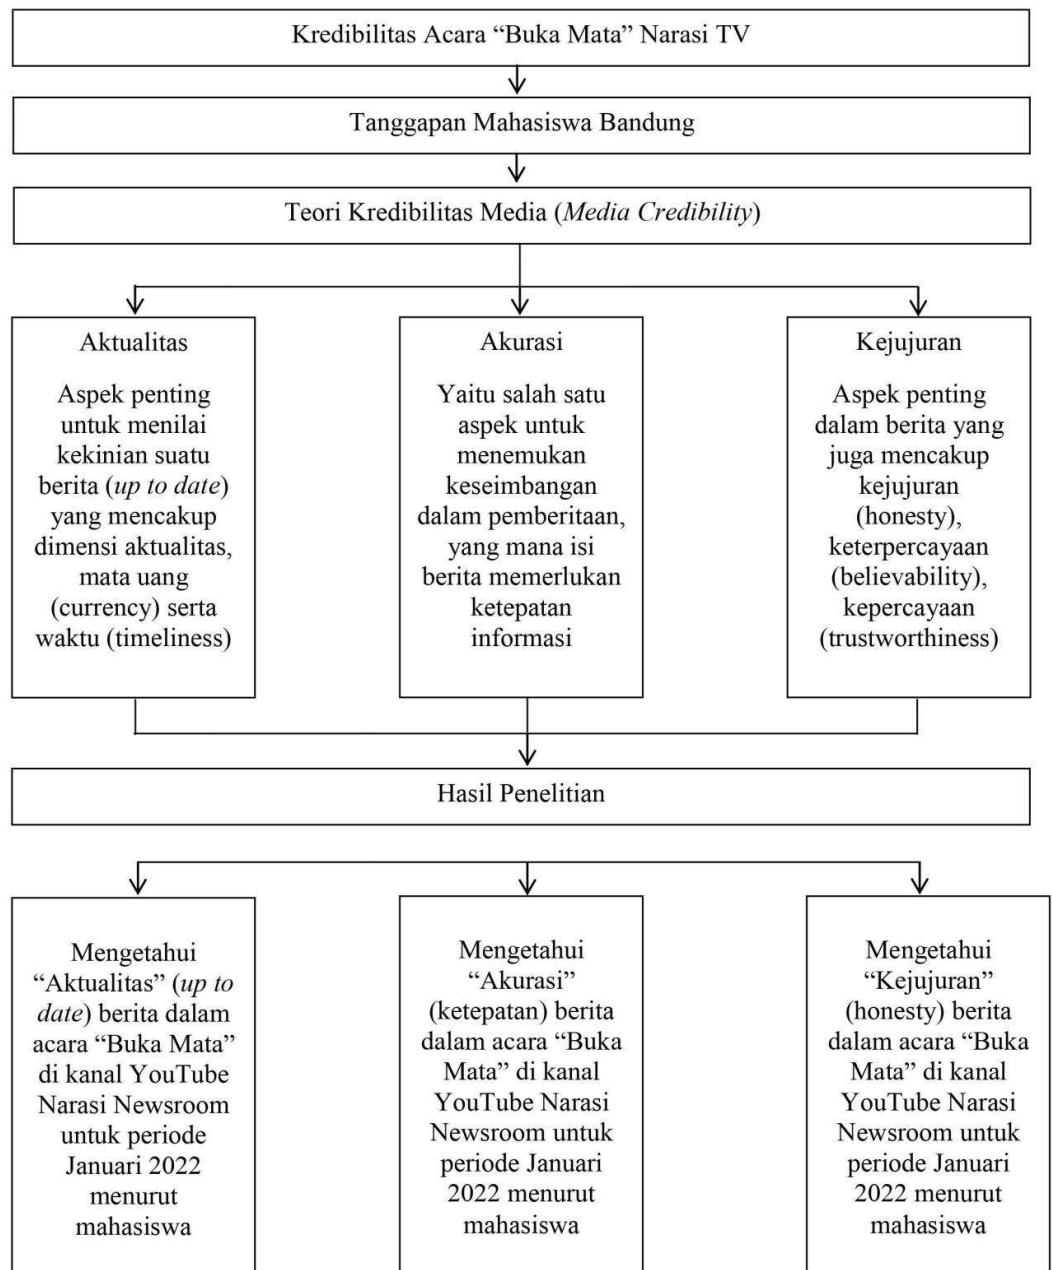 Kredibilitas Acara “Buka Mata” Narasi TV
Tanggapan Mahasiswa Bandung
Teori Kredibilitas Media (Media Credibility)
Aktualitas
Aspek penting
untuk menilai
kekinian suatu
berita (up to date)
yang mencakup
dimensi aktualitas,
mata uang
(currency) serta
waktu (timeliness)
Akurasi
Yaitu salah satu
aspek untuk
menemukan
keseimbangan
dalam pemberitaan,
yang mana isi
berita memerlukan
ketepatan
informasi
Kejujuran
Aspek penting
dalam berita yang
juga mencakup
kejujuran
(honesty),
keterpercayaan
(believability),
kepercayaan
(trustworthiness)
Hasil Penelitian
Mengetahui
“Aktualitas” (up to
date) berita dalam
acara “Buka Mata”
di kanal YouTube
Narasi Newsroom
untuk periode
Januari 2022
menurut
mahasiswa
Mengetahui
“Akurasi”
(ketepatan) berita
dalam acara “Buka
Mata” di kanal
YouTube Narasi
Newsroom untuk
periode Januari
2022 menurut
mahasiswa
Mengetahui
“Kejujuran”
(honesty) berita
dalam acara “Buka
Mata” di kanal
YouTube Narasi
Newsroom untuk
periode Januari
2022 menurut
mahasiswa